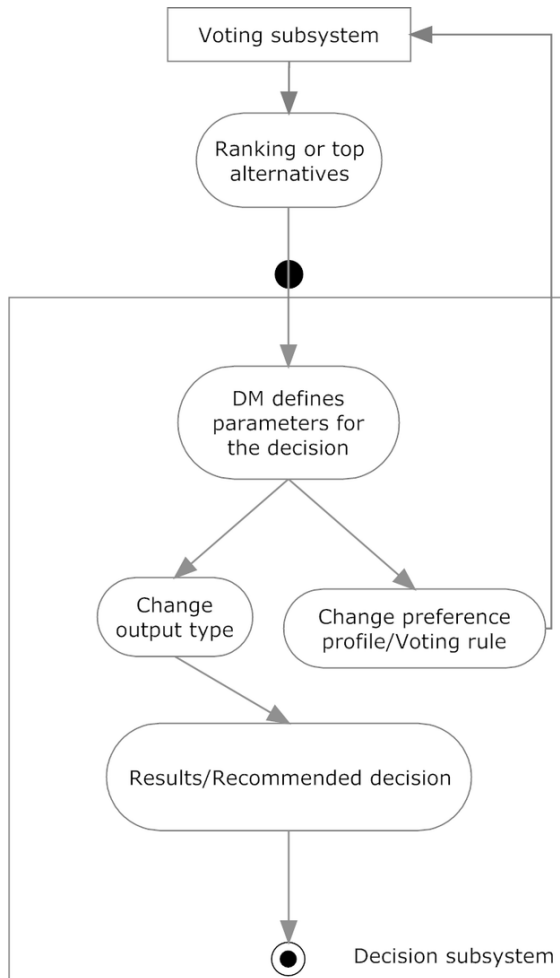 Voting subsystem
Ranking or top
alternatives
DM defines
parameters for
the decision
Change
output type
Change preference
profile/Voting rule
Results/Recommended decision
Decision subsystem